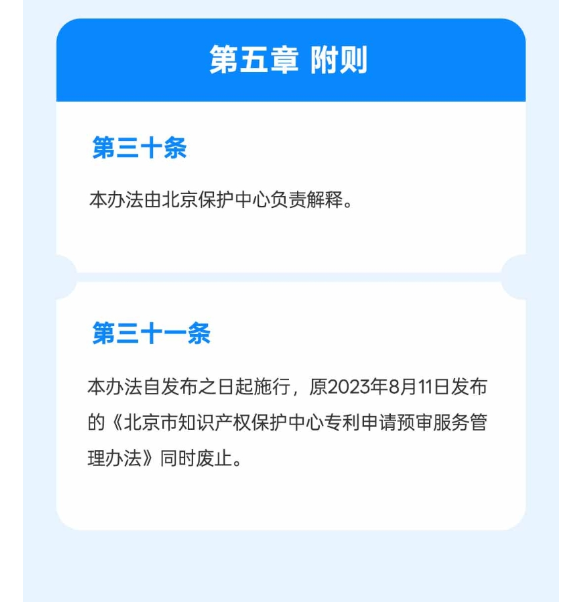 第五章 附则
第三十条
本办法由北京保护中心负责解释。
第三十一条
本办法自发布之日起施行，原2023年8月11日发布
的《北京市知识产权保护中心专利申请预审服务管
理办法》同时废止。